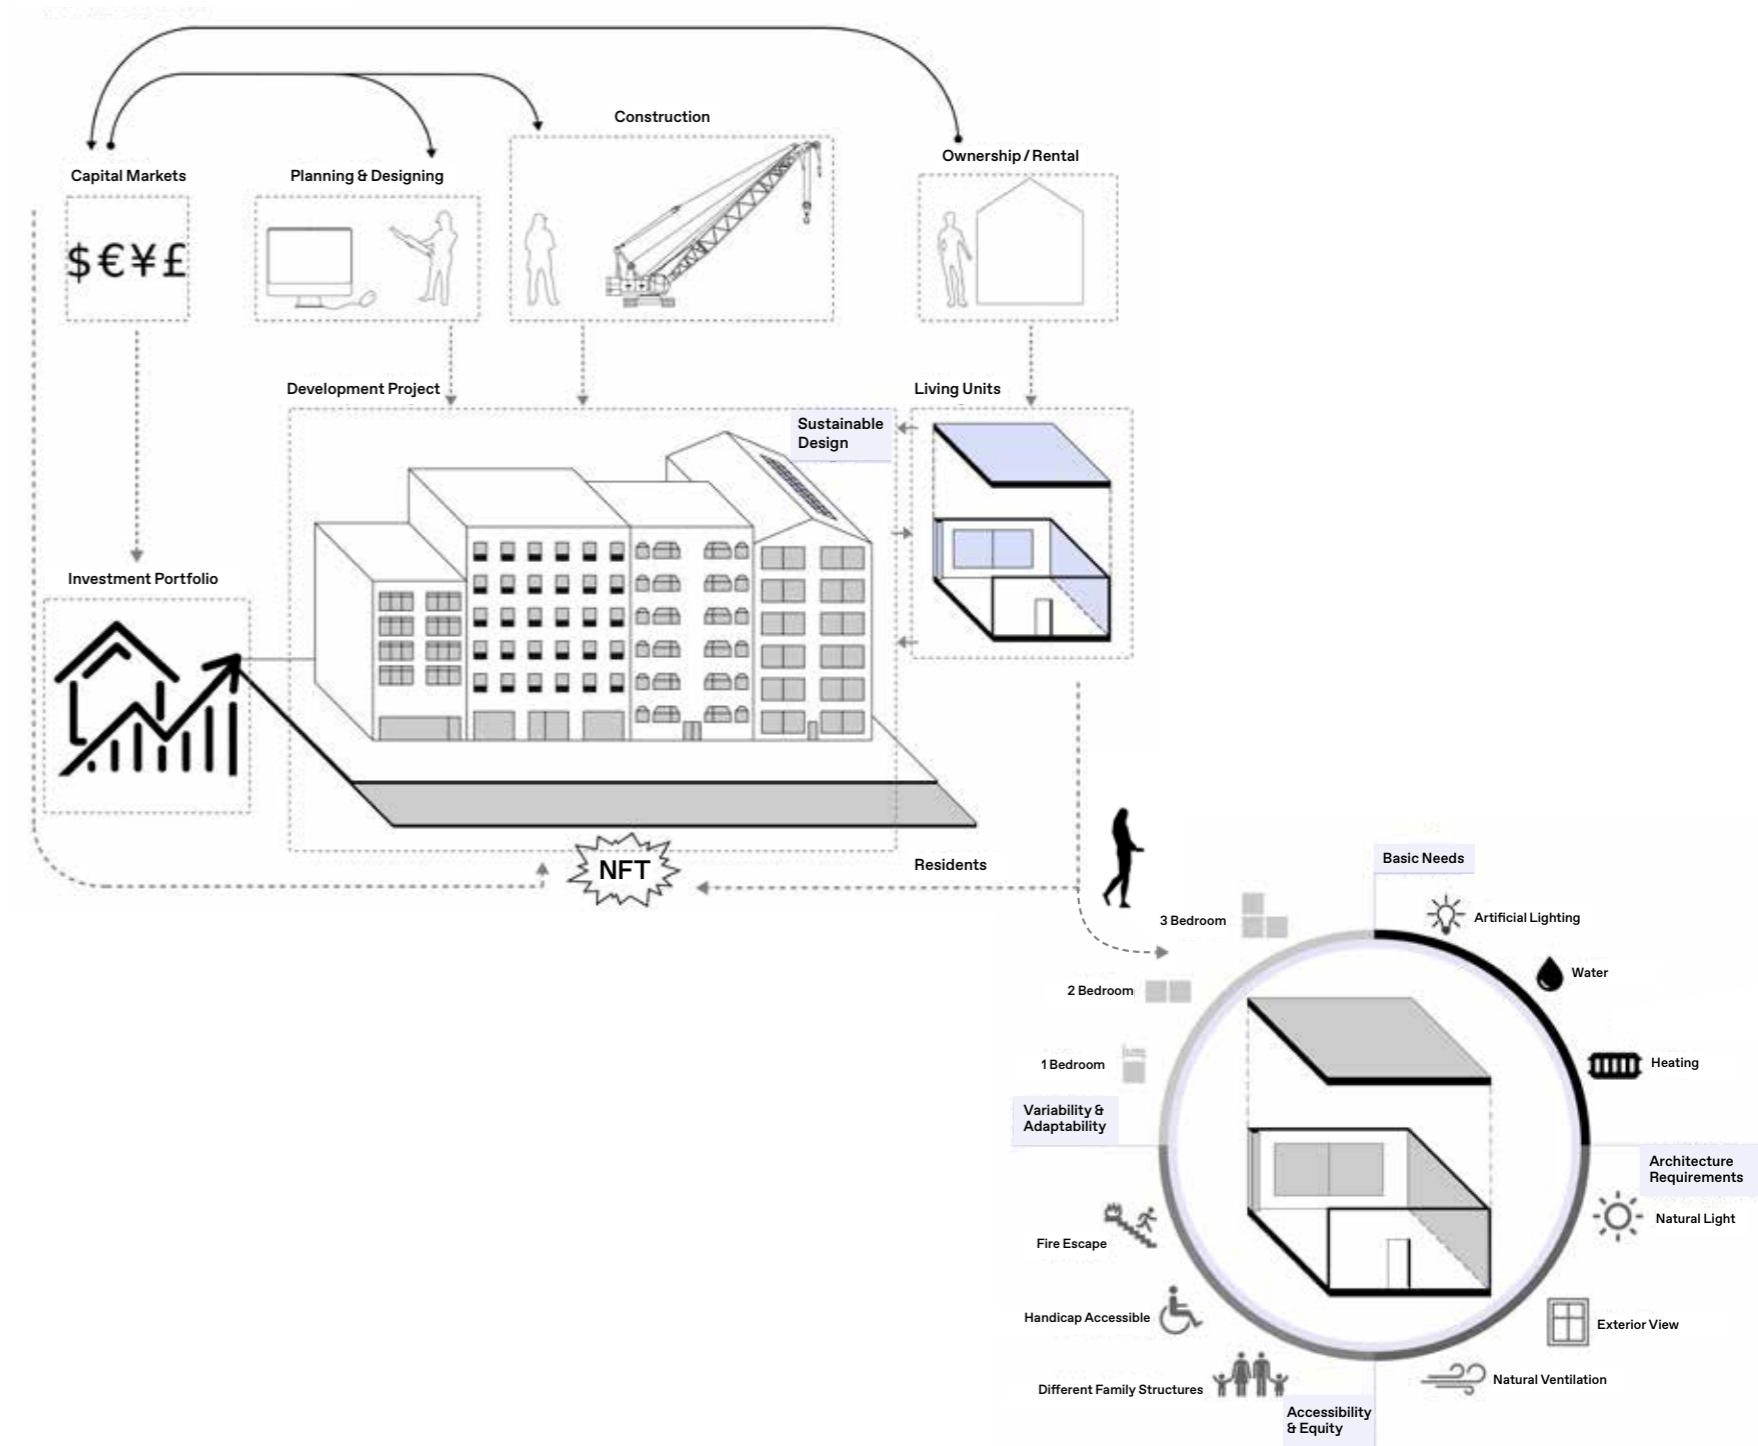 Construction
Ownership / Rental
Capital Markets
Planning & Designing
$€¥£
Development Project
Living Units
Sustainable
Design
Investment Portfolio
NFT
Residents
Basic Needs
3 Bedroom
Artificial Lighting
Water
2 Bedroom
1 Bedroom
Heating
Variability &
Adaptability
Architecture
Requirements
Natural Light
Fire Escape
Handicap Accessible
Exterior View
Natural Ventilation
Different Family Structures
Accessibility
& Equity